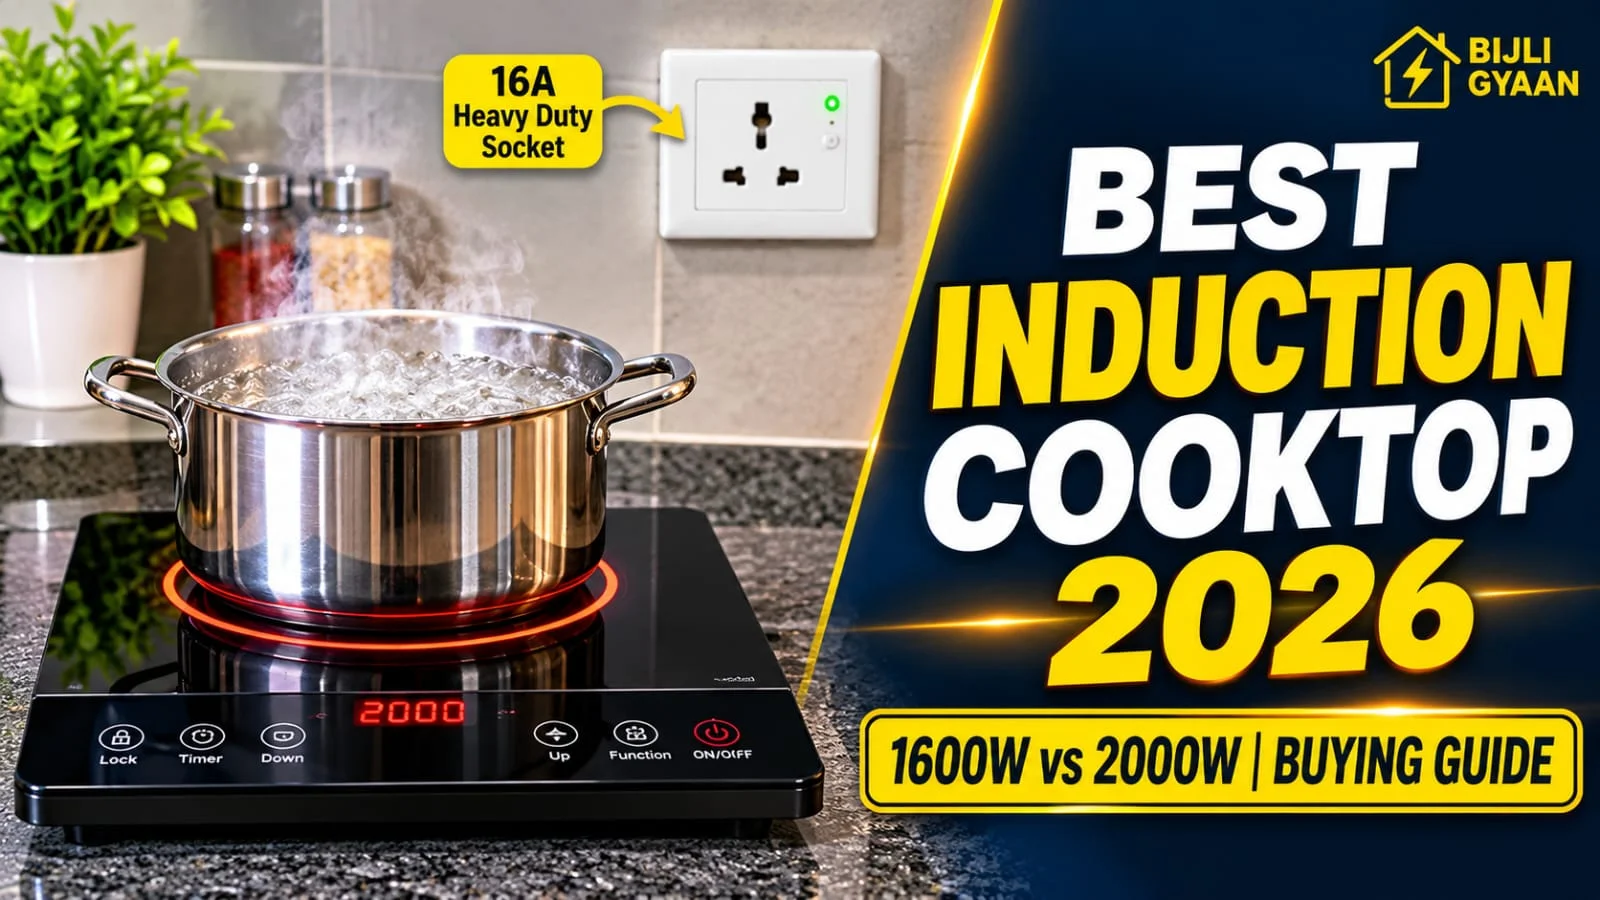 16A
Heavy Duty
Socket
BIJLI
GYAAN
BEST
INDUCTION
COOKTOP
2026
1600W vs 2000W | BUYING GUIDE
2000
Lock
Timer
Down
Up
Function
ON/O(FF